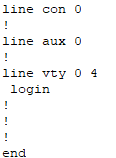 line con 0
!
line aux 0
!
line vty 0 4
 login
!
!
!
end